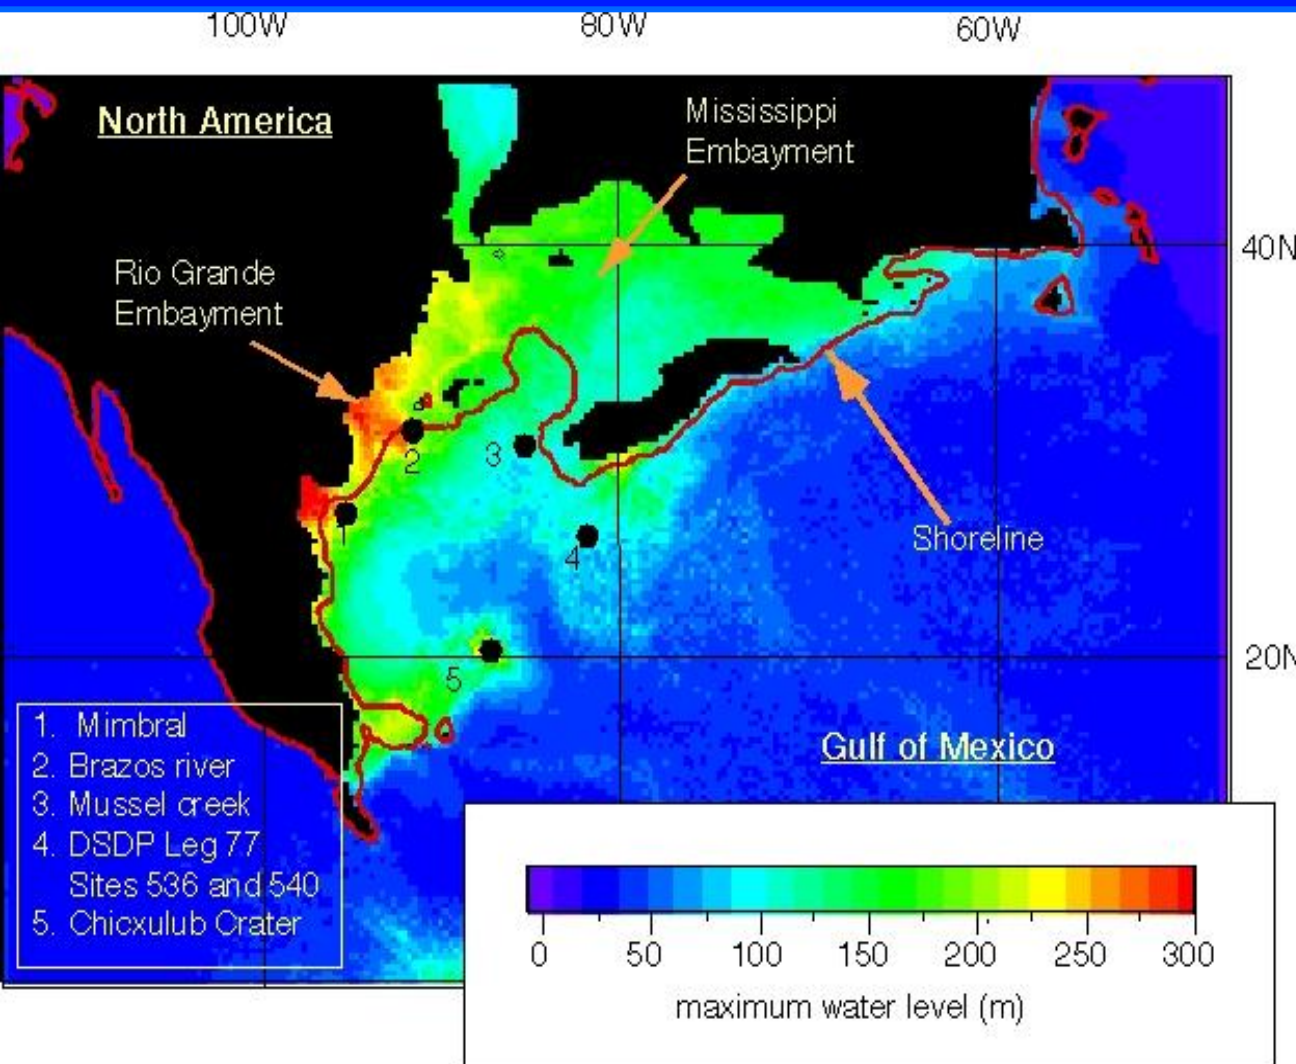 100W 80W 60W
North America
Mississippi
Embayment
40N
Rio Grande
Embayment
2
3
1
4
Shoreline
20N
5
Gulf of Mexico
1. Mimbral
2. Brazos river
3. Mussel creek
4. DSDP Leg 77
Sites 536 and 540
5. Chicxulub Crater
0 50 100 150 200 250 300
maximum water level (m)